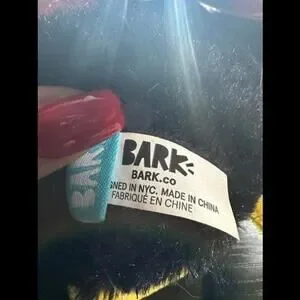 BARK
BARK
BARK.co
GNED IN NYC. MADE IN CHINA
FABRIQUÉ EN CHINE